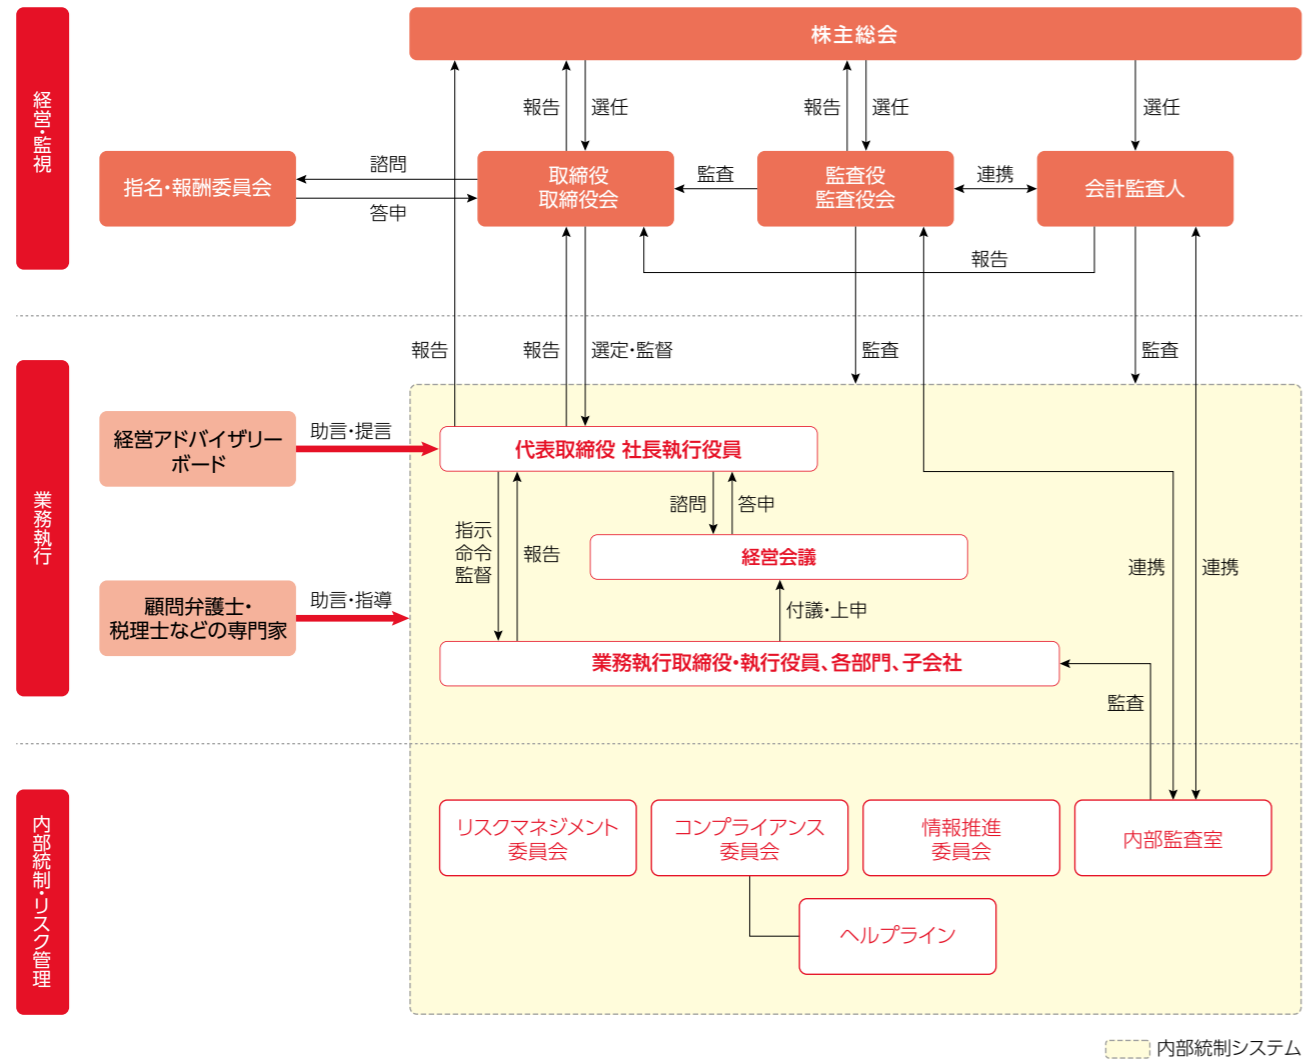 株主総会
経営・監視
報告
選任
報告
選任
選任
指名・報酬委員会
諮問
答申
取締役
取締役会
監査
監査役
監査役会
連携
会計監査人
報告
報告
報告
選定・監督
監査
監査
業務執行
経営アドバイザリー
ボード
助言・提言
代表取締役 社長執行役員
指示
命令
監督
報告
諮問
答申
経営会議
連携
連携
顧問弁護士・
税理士などの専門家
助言・指導
付議・上申
業務執行取締役・執行役員、各部門、子会社
監査
内部統制・リスク管理
リスクマネジメント
委員会
コンプライアンス
委員会
情報推進
委員会
内部監査室
ヘルプライン
内部統制システム